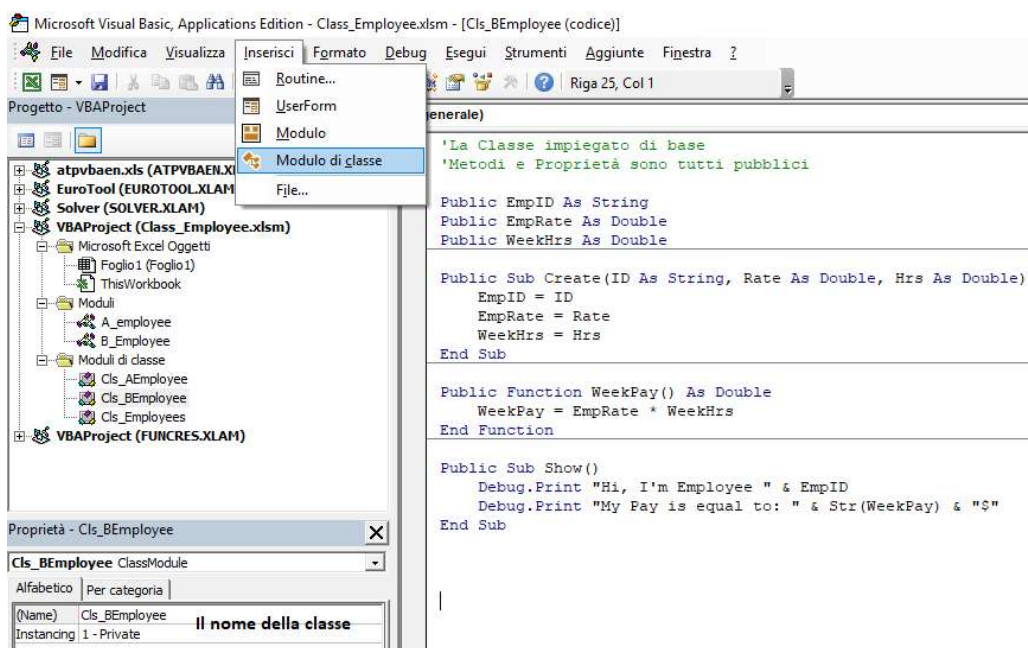 Microsoft Visual Basic, Applications Edition - Class_Employee.xlsm - [Cls_BEmployee (codice)]
File Modifica Visualizza Inserisci Formato Debug Esegui Strumenti Aggiunte Finestra ?
Riga 25, Col 1
Routine...
UserForm
Modulo
Modulo di classe
File...
Progetto - VBAProject
atpvbaen.xls (ATPVBAEN.X
EuroTool (EUROTOOL.XLAM
Solver (SOLVER.XLAM)
VBAProject (Class_Employee.xlsm)
Microsoft Excel Oggetti
Foglio1 (Foglio1)
ThisWorkbook
Moduli
A_employee
B_Employee
Moduli di classe
Cls_AEmployee
Cls_BEmployee
Cls_Employees
VBAProject (FUNCRES.XLAM)
Proprietà - Cls_BEmployee
Cls_BEmployee ClassModule
Alfabetico Per categoria
(Name) Cls_BEmployee
Instancing 1 - Private
Il nome della classe
enerale)
'La Classe impiegato di base
'Metodi e Proprietà sono tutti pubblici
Public EmpID As String
Public EmpRate As Double
Public WeekHrs As Double
Public Sub Create(ID As String, Rate As Double, Hrs As Double)
EmpID = ID
EmpRate = Rate
WeekHrs = Hrs
End Sub
Public Function WeekPay() As Double
WeekPay = EmpRate * WeekHrs
End Function
Public Sub Show()
Debug.Print "Hi, I'm Employee " & EmpID
Debug.Print "My Pay is equal to: " & Str(WeekPay) & "$"
End Sub